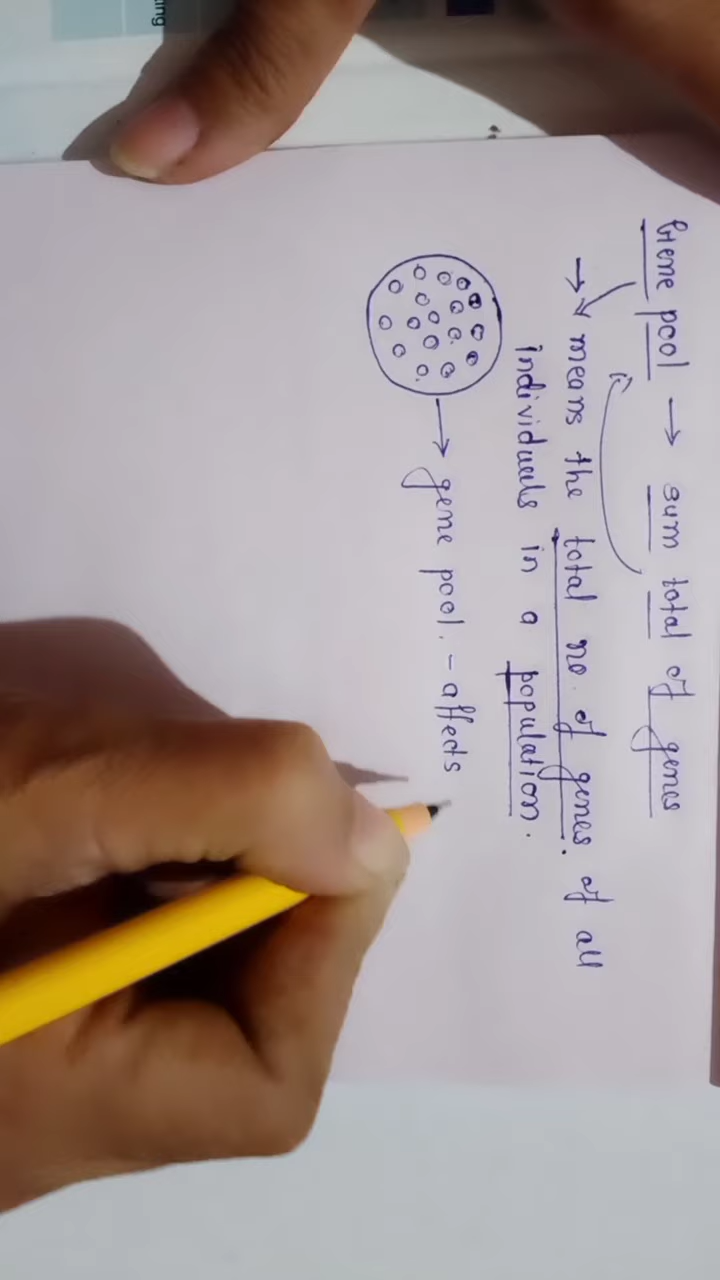 Gene pool → sum total of genes
→ means the total no. of genes of all
individuals in a population.
→ gene pool. - affects
ing